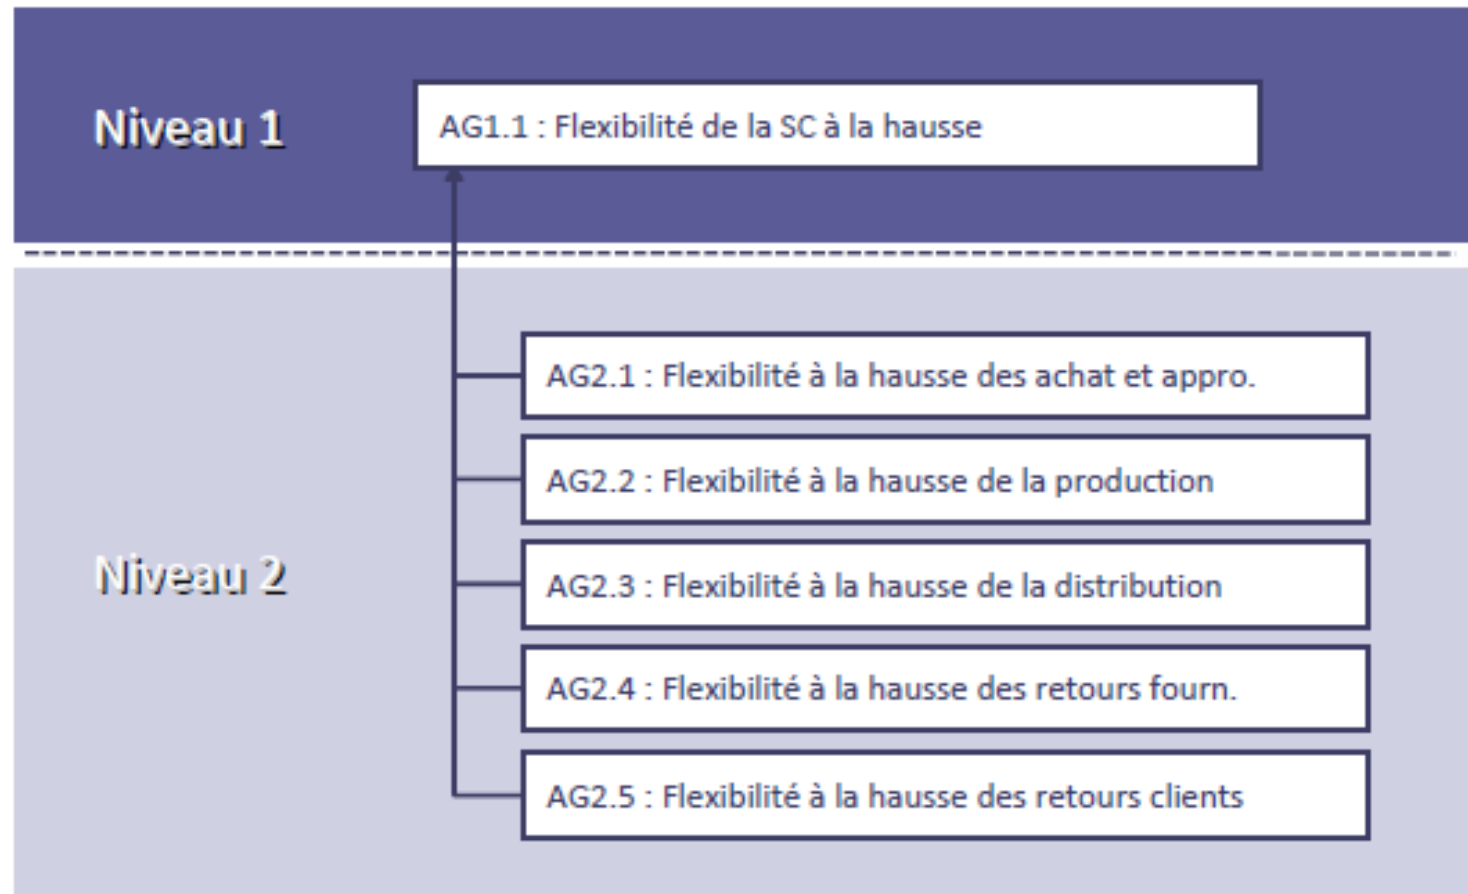 Niveau 1
AG1.1 : Flexibilité de la SC à la hausse
Niveau 2
AG2.1 : Flexibilité à la hausse des achat et appro.
AG2.2 : Flexibilité à la hausse de la production
AG2.3 : Flexibilité à la hausse de la distribution
AG2.4 : Flexibilité à la hausse des retours fourn.
AG2.5 : Flexibilité à la hausse des retours clients